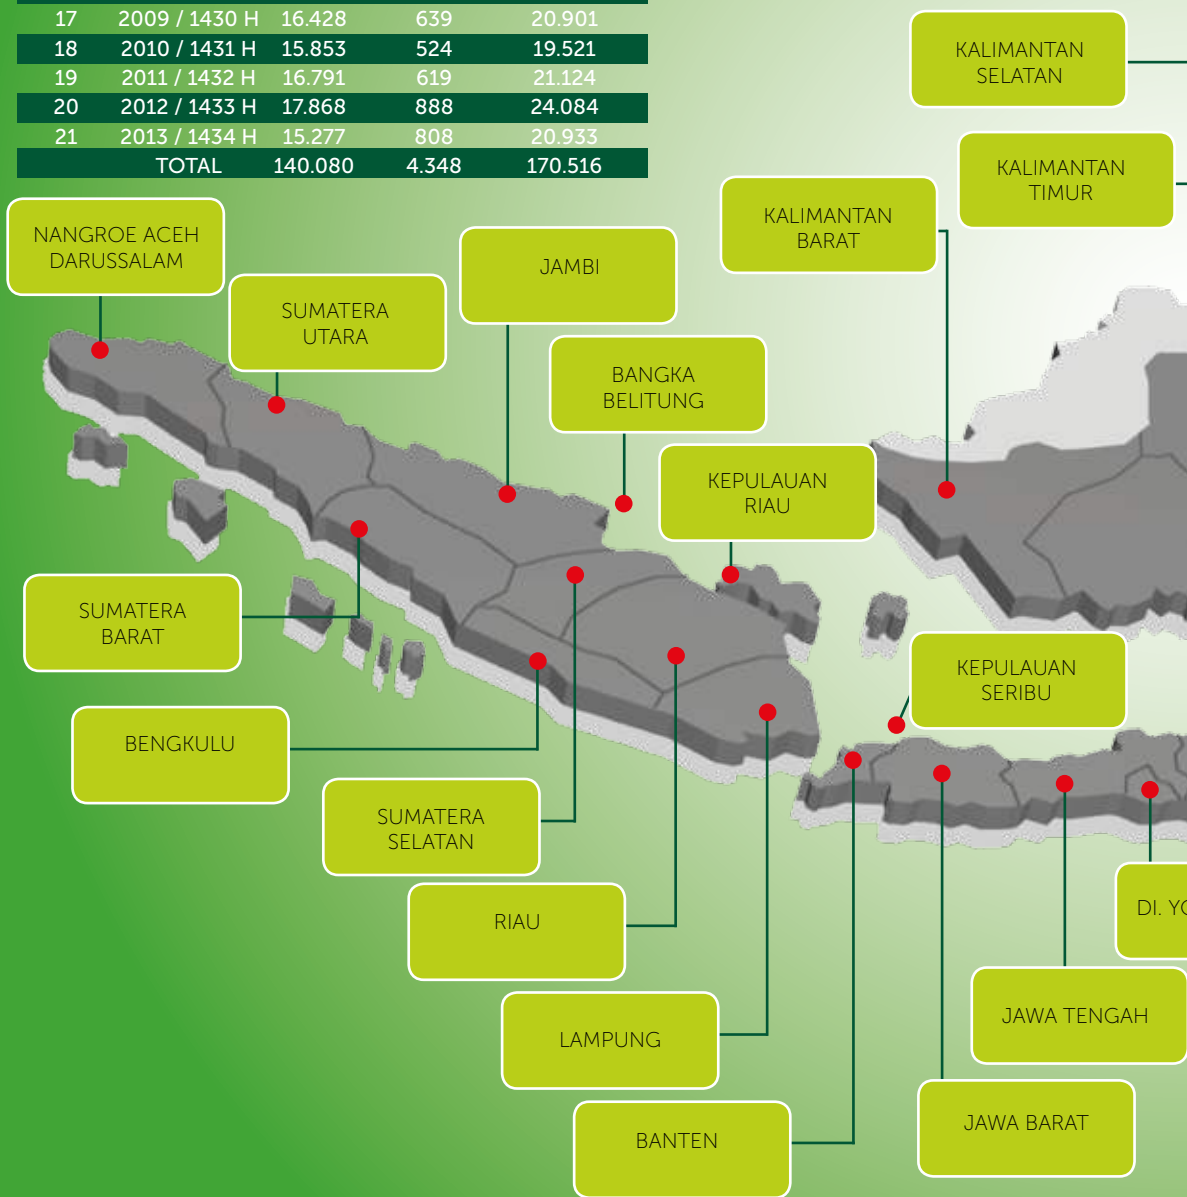 17 2009 / 1430 H 16.428 639 20.901
18 2010 / 1431 H 15.853 524 19.521
19 2011 / 1432 H 16.791 619 21.124
20 2012 / 1433 H 17.868 888 24.084
21 2013 / 1434 H 15.277 808 20.933
TOTAL 140.080 4.348 170.516
KALIMANTAN
SELATAN
KALIMANTAN
TIMUR
KALIMANTAN
BARAT
NANGROE ACEH
DARUSSALAM
JAMBI
SUMATERA
UTARA
BANGKA
BELITUNG
KEPULAUAN
RIAU
SUMATERA
BARAT
KEPULAUAN
SERIBU
BENGKULU
SUMATERA
SELATAN
RIAU
DI.
JAWA TENGAH
LAMPUNG
JAWA BARAT
BANTEN